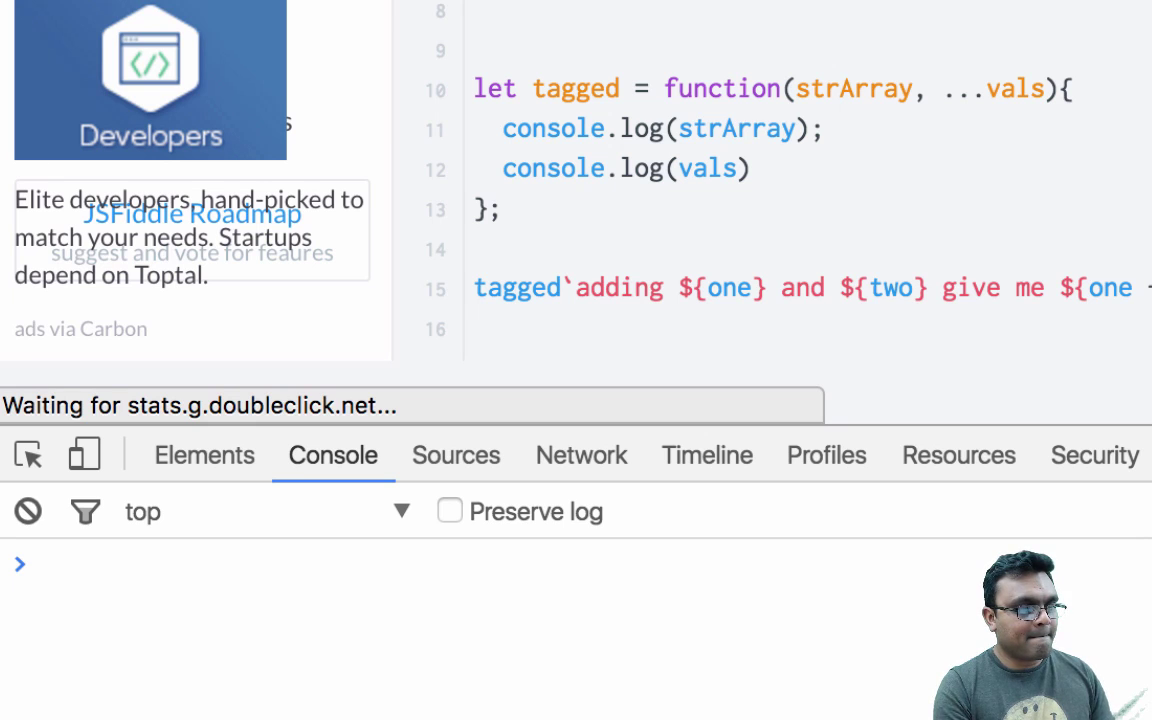 Developers
s
Elite developers, hand-picked to
JSFiddle Roadmap
match your needs. Startups
suggest and vote for feaures
depend on Toptal.
ads via Carbon
8
9
10 let tagged = function(strArray, ...vals){
11 console.log(strArray);
12 console.log(vals)
13 };
14
15 tagged`adding ${one} and ${two} give me ${one
16
Waiting for stats.g.doubleclick.net...
Elements Console Sources Network Timeline Profiles Resources Security
top Preserve log